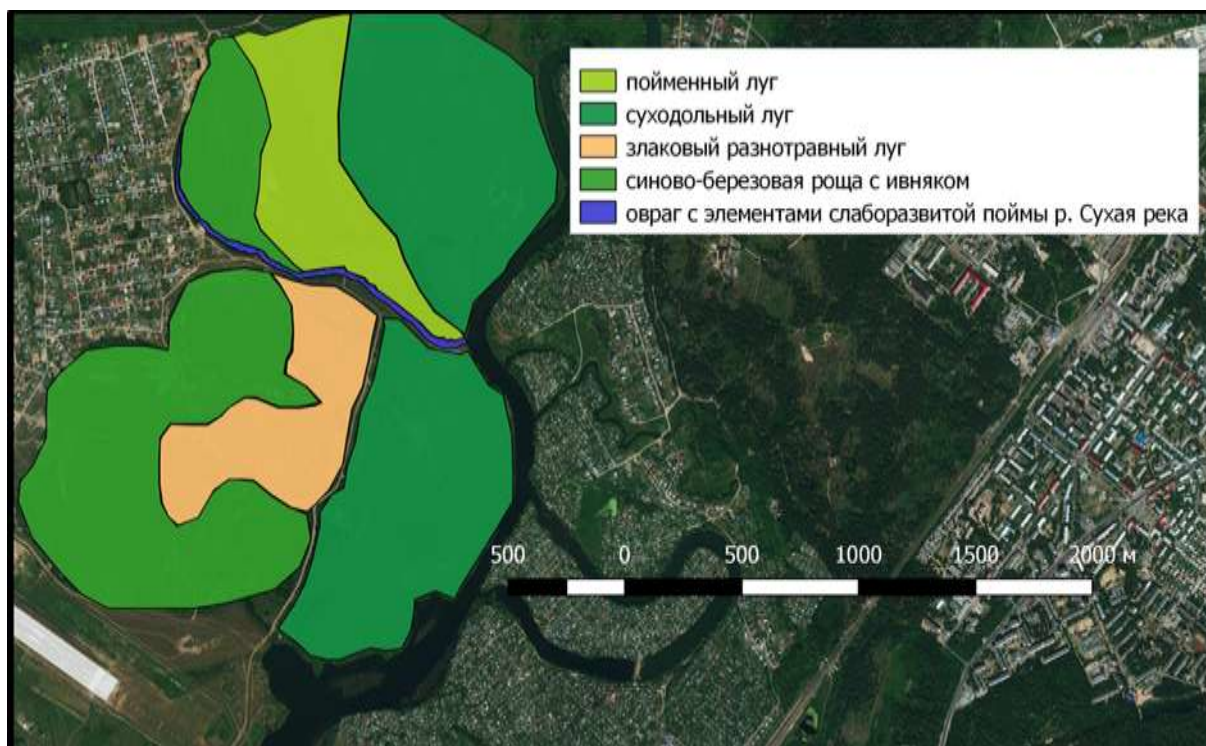 пойменный луг
суходольный луг
злаковый разнотравный луг
синово-березовая роща с ивняком
овраг с элементами слаборазвитой поймы р. Сухая река
500 0 500 1000 1500 2000 м